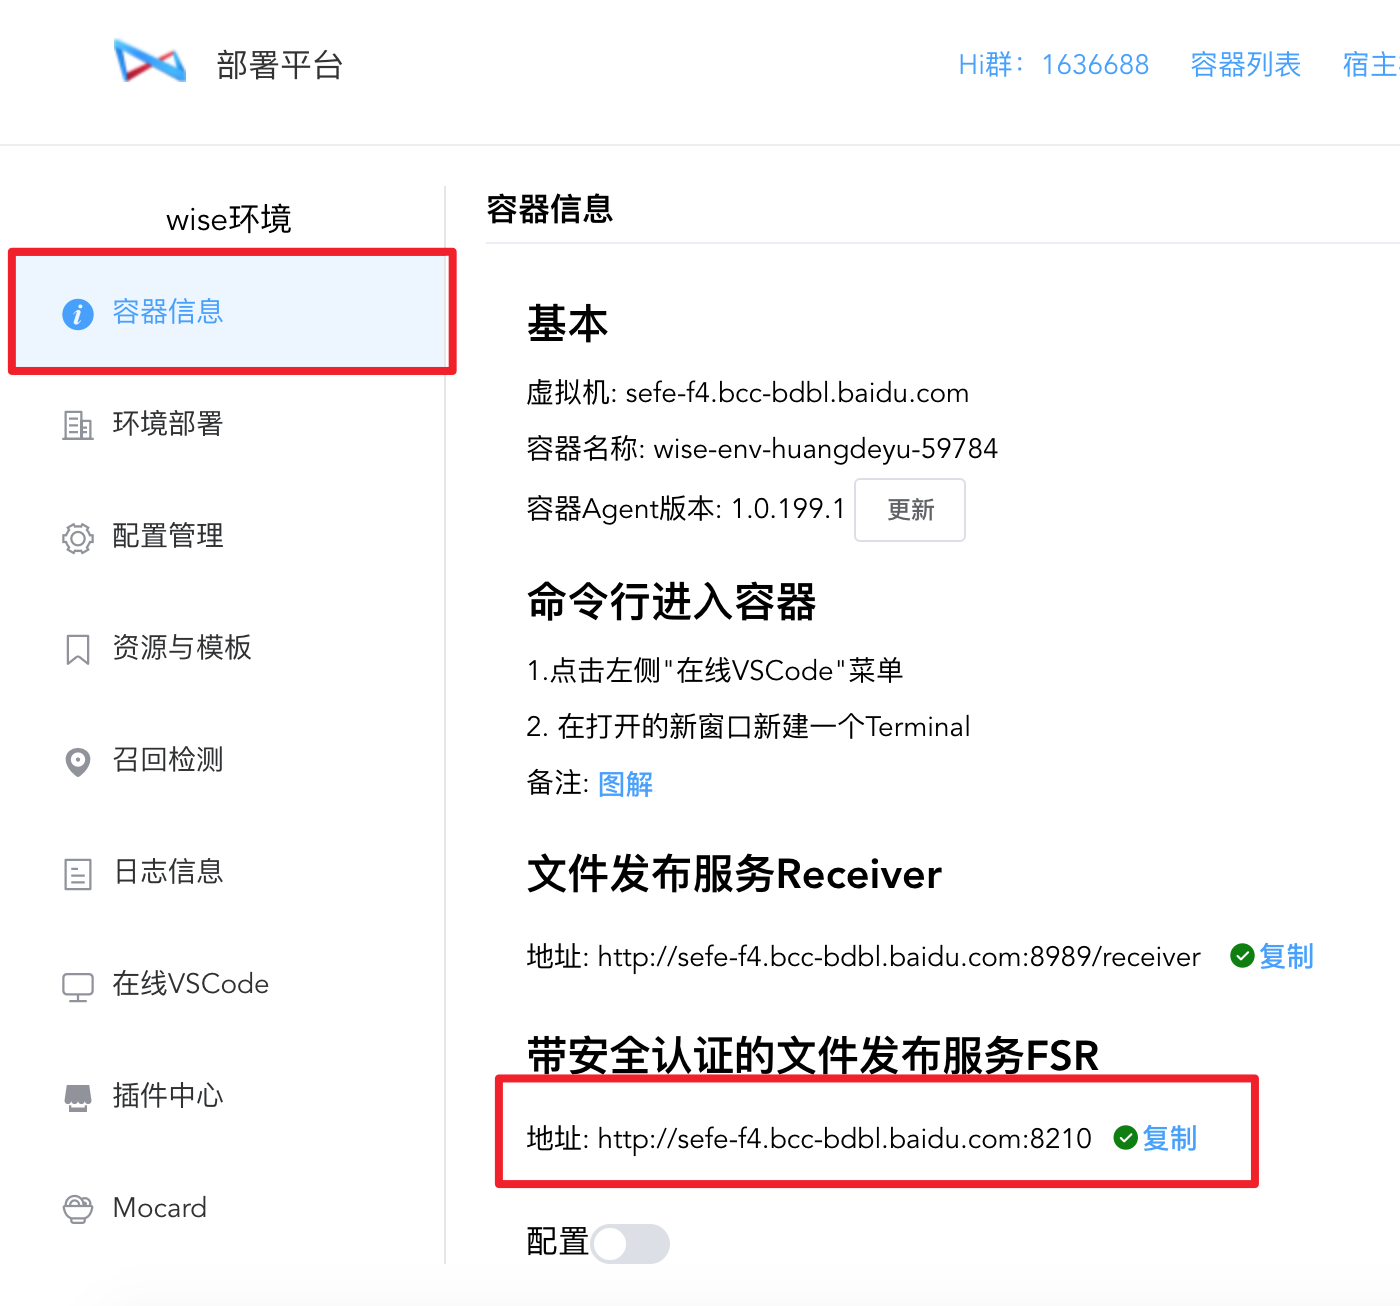 部署平台
Hi群：1636688
容器列表
宿主
wise环境
容器信息
环境部署
配置管理
资源与模板
召回检测
日志信息
在线VSCode
插件中心
Mocard
容器信息
基本
虚拟机: sefe-f4.bcc-bdbl.baidu.com
容器名称: wise-env-huangdeyu-59784
容器Agent版本: 1.0.199.1 更新
命令行进入容器
1.点击左侧"在线VSCode"菜单
2. 在打开的新窗口新建一个Terminal
备注: 图解
文件发布服务Receiver
地址: http://sefe-f4.bcc-bdbl.baidu.com:8989/receiver 复制
带安全认证的文件发布服务FSR
地址: http://sefe-f4.bcc-bdbl.baidu.com:8210 复制
配置